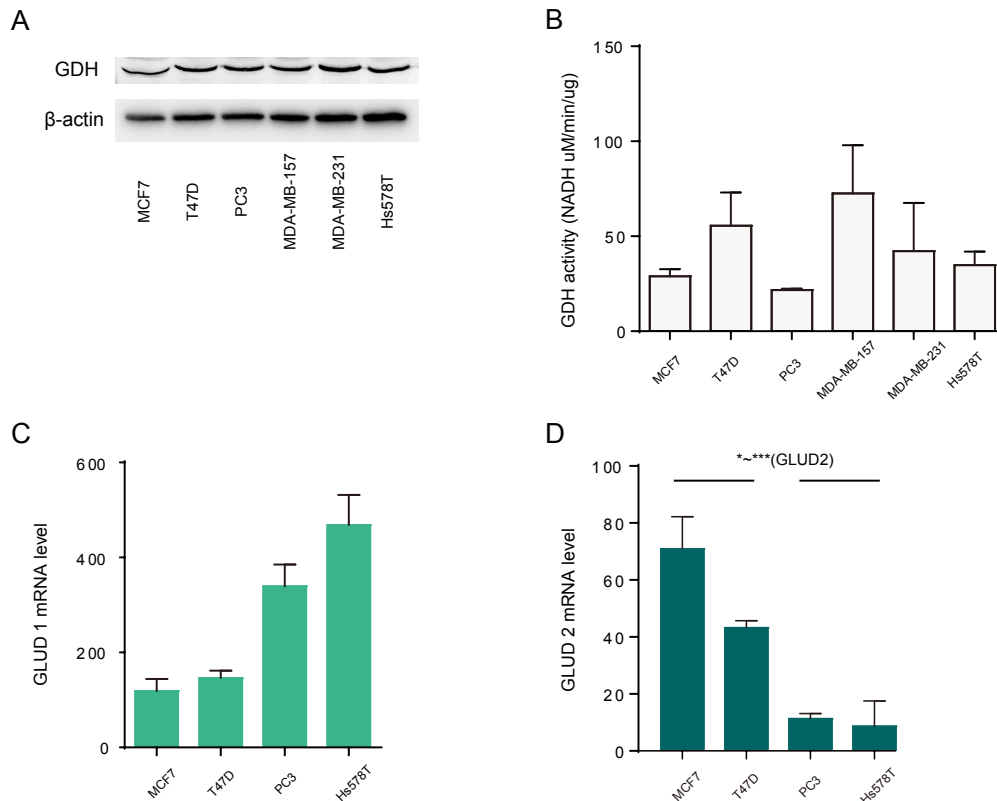 A
GDH
β-actin
MCF7
T47D
PC3
MDA-MB-157
MDA-MB-231
Hs578T
B
GDH activity (NADH uM/min/ug)
150
100
50
0
MCF7
T47D
PC3
MDA-MB-157
MDA-MB-231
Hs578T
C
GLUD 1 mRNA level
600
400
200
0
MCF7
T47D
PC3
Hs578T
D
*~***(GLUD2)
GLUD 2 mRNA level
100
80
60
40
20
0
MCF7
T47D
PC3
Hs578T